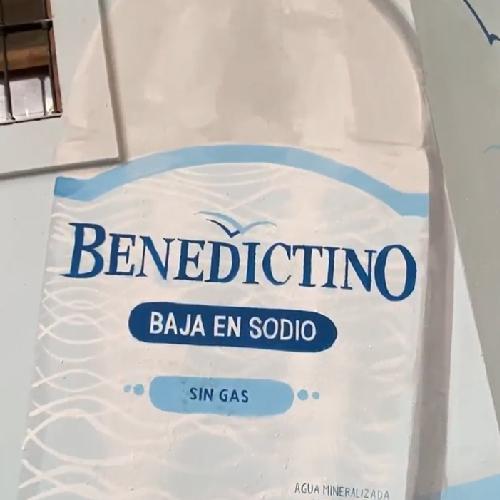 BENEDICTINO
BAJA EN SODIO
SIN GAS
AGUA MINERALIZADA